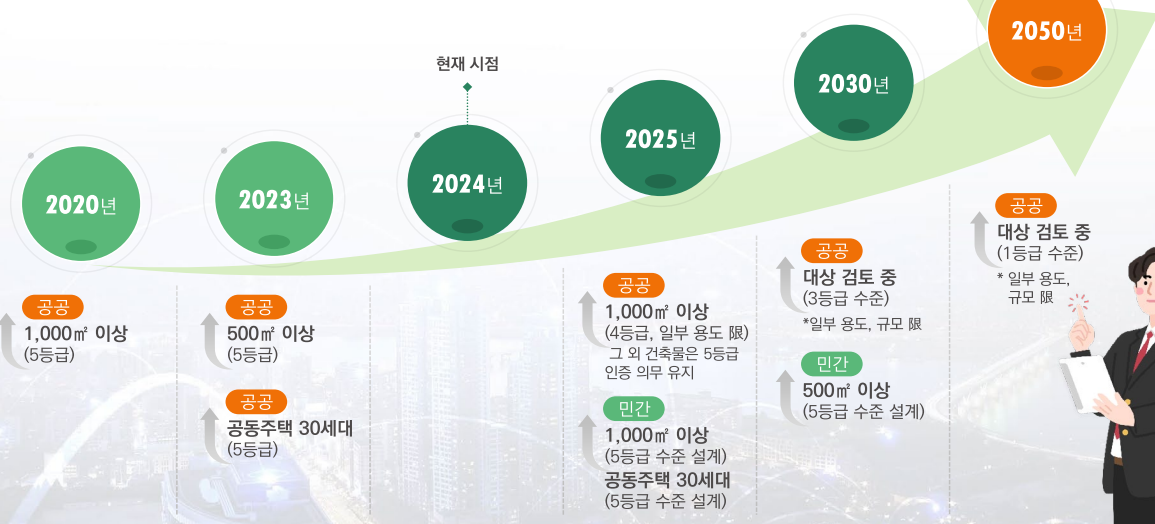 현재 시점
2020년
2023년
2024년
2025년
2030년
2050년
공공
1,000㎡ 이상
(5등급)
공공
500㎡ 이상
(5등급)
공공
공동주택 30세대
(5등급)
공공
1,000㎡ 이상
(4등급, 일부 용도 限)
그 외 건축물은 5등급
인증 의무 유지
민간
1,000㎡ 이상
(5등급 수준 설계)
공동주택 30세대
(5등급 수준 설계)
공공
대상 검토 중
(3등급 수준)
*일부 용도, 규모 限
민간
500㎡ 이상
(5등급 수준 설계)
공공
대상 검토 중
(1등급 수준)
* 일부 용도,
규모 限